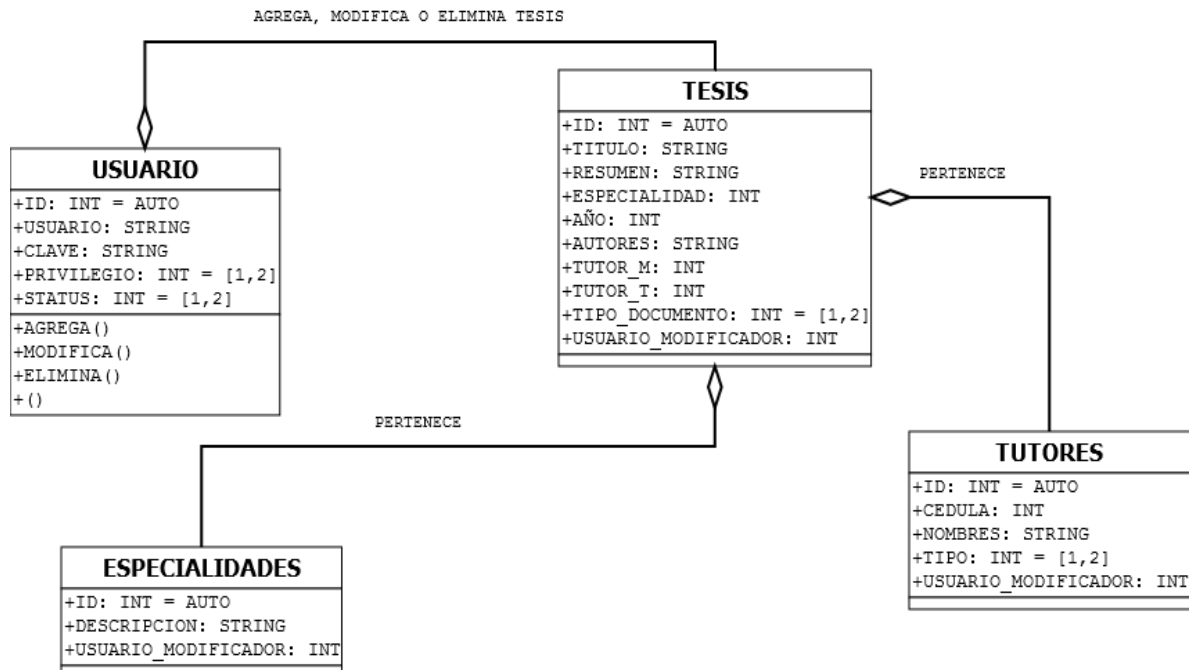 AGREGA, MODIFICA O ELIMINA TESIS
TESIS
+ID: INT = AUTO
+TITULO: STRING
+RESUMEN: STRING
+ESPECIALIDAD: INT
+AÑO: INT
+AUTORES: STRING
+TUTOR_M: INT
+TUTOR_T: INT
+TIPO_DOCUMENTO: INT = [1,2]
+USUARIO_MODIFICADOR: INT
USUARIO
+ID: INT = AUTO
+USUARIO: STRING
+CLAVE: STRING
+PRIVILEGIO: INT = [1,2]
+STATUS: INT = [1,2]
+AGREGA()
+MODIFICA()
+ELIMINA()
+()
PERTENECE
PERTENECE
TUTORES
+ID: INT = AUTO
+CEDULA: INT
+NOMBRES: STRING
+TIPO: INT = [1,2]
+USUARIO_MODIFICADOR: INT
ESPECIALIDADES
+ID: INT = AUTO
+DESCRIPCION: STRING
+USUARIO_MODIFICADOR: INT